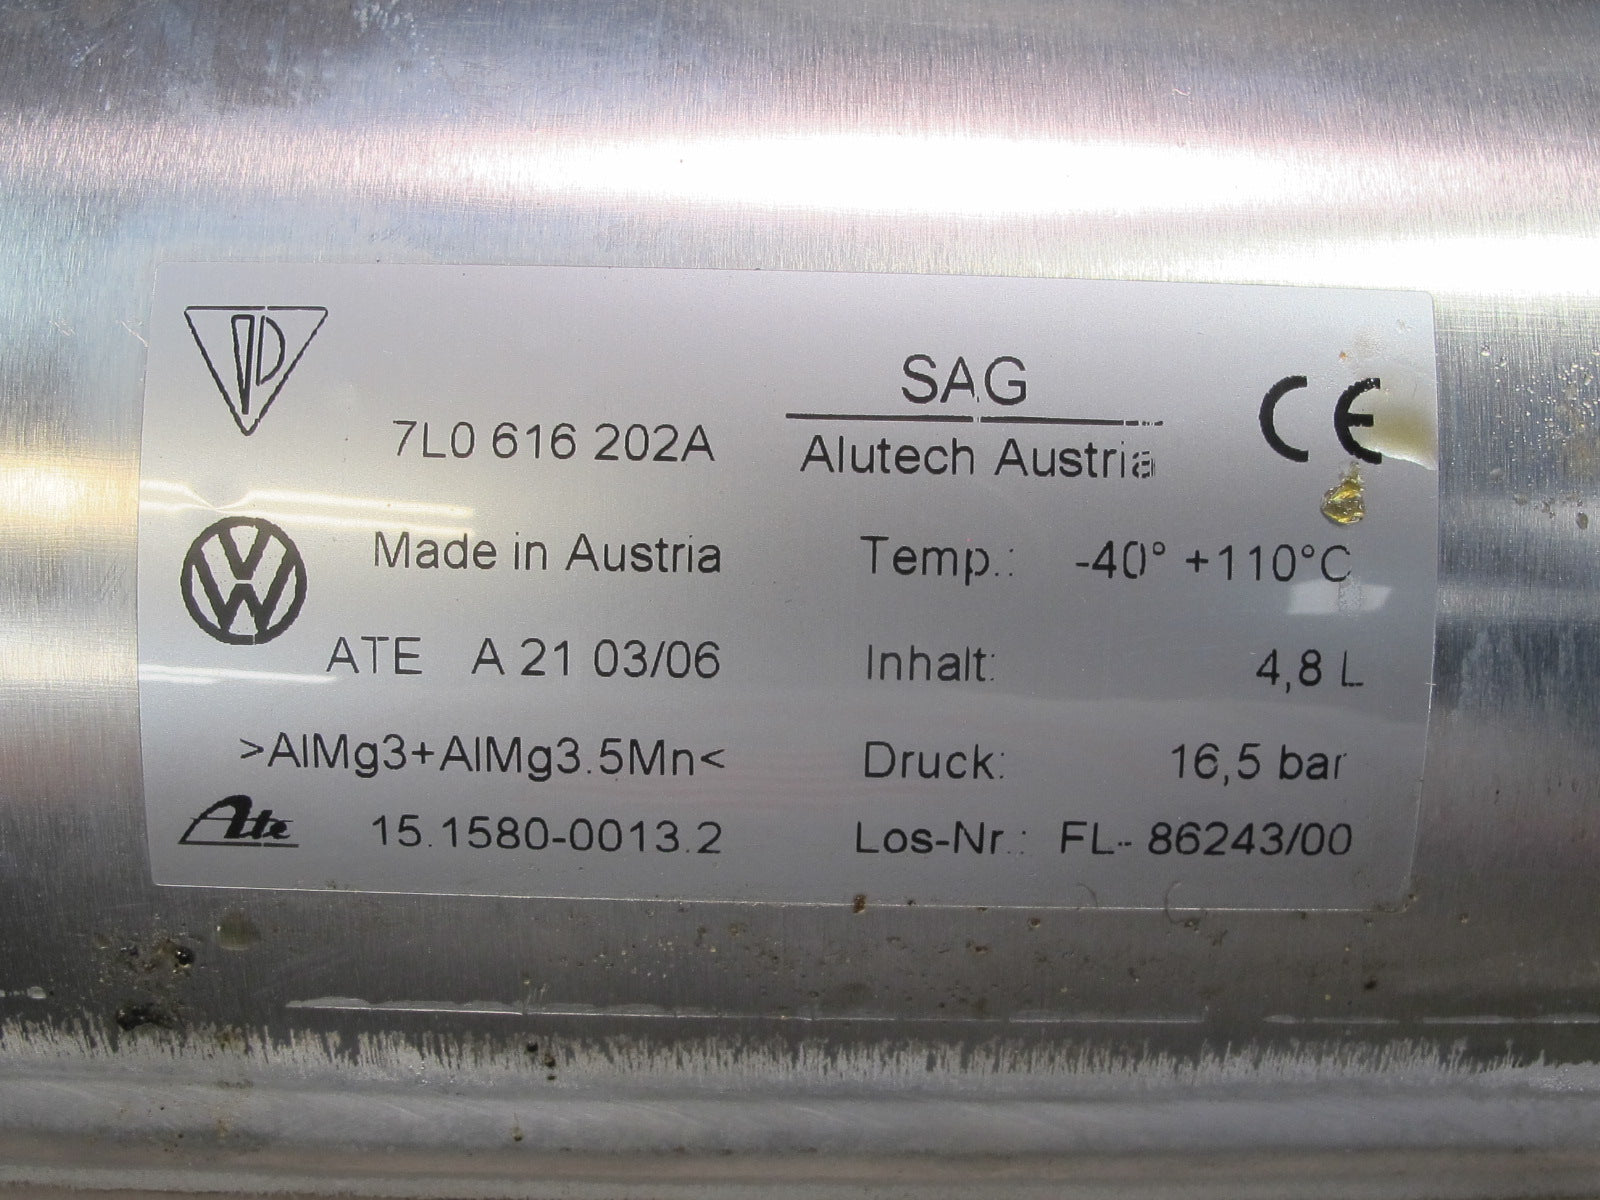 7L0 616 202A
Made in Austria
ATE A 21 03/06
>AlMg3+AlMg3.5Mn<
Ate 15.1580-0013.2
SAG
Alutech Austria
CE
Temp.: -40° +110°C
Inhalt: 4,8 L
Druck: 16,5 bar
Los-Nr.: FL- 86243/00